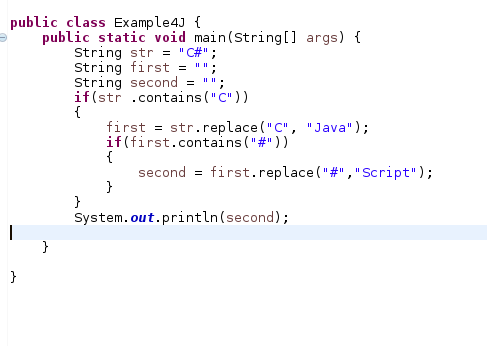 public class Example4J {
    public static void main(String[] args) {
        String str = "C#";
        String first = "";
        String second = "";
        if(str .contains("C"))
        {
            first = str.replace("C", "Java");
            if(first.contains("#"))
            {
                second = first.replace("#","Script");
            }
        }
        System.out.println(second);
    }
}